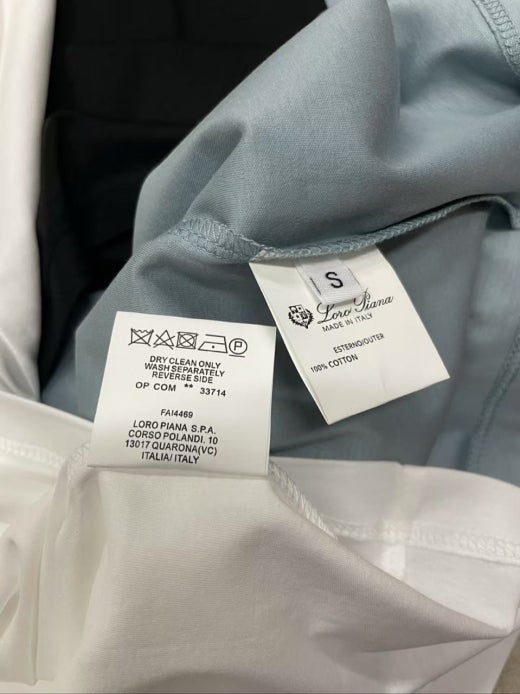 S
Loro Piana
MADE IN ITALY
ESTERNO/OUTER
100% COTTON
P
DRY CLEAN ONLY
WASH SEPARATELY
REVERSE SIDE
OP COM ** 33714
FAI4469
LORO PIANA S.P.A.
CORSO POLANDI. 10
13017 QUARONA(VC)
ITALIA/ ITALY